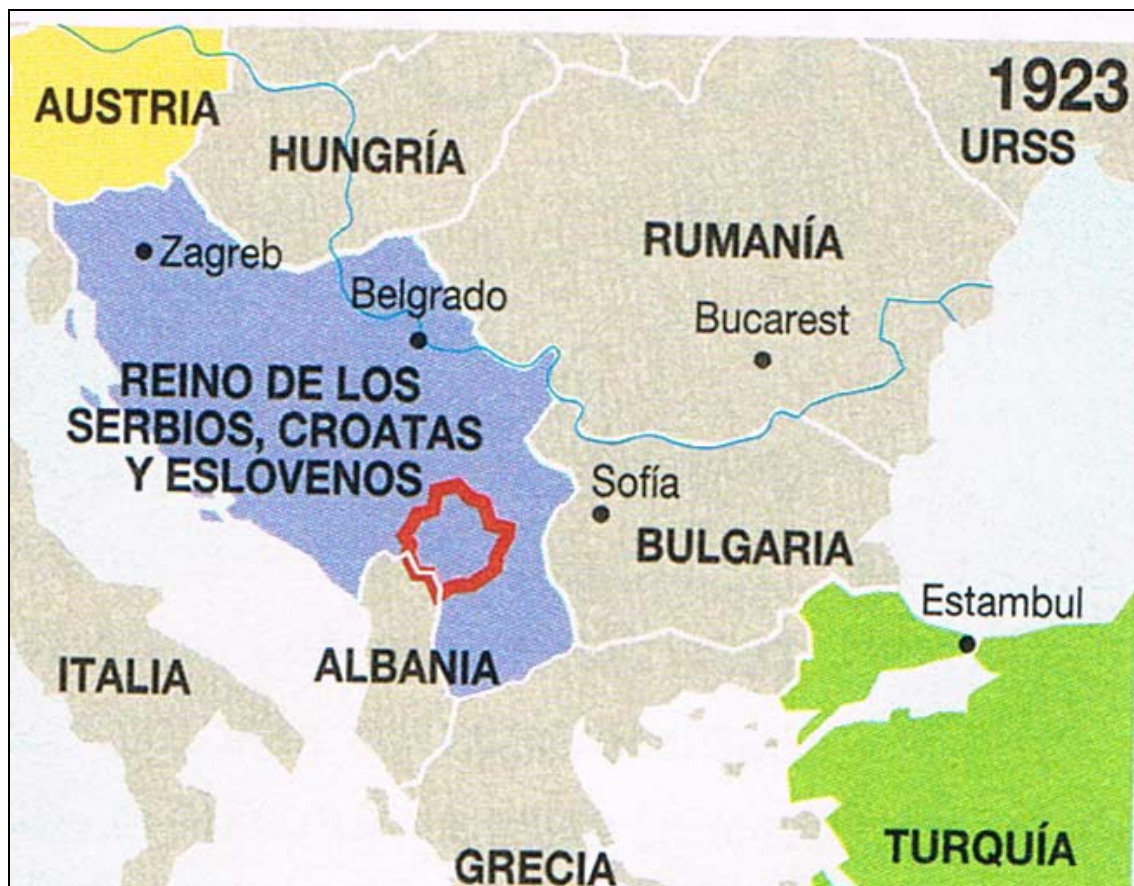 1923
AUSTRIA
HUNGRÍA
URSS
RUMANÍA
Zagreb
Belgrado
Bucarest
REINO DE LOS
SERBIOS, CROATAS
Y ESLOVENOS
Sofía
BULGARIA
Estambul
ITALIA
ALBANIA
TURQUÍA
GRECIA